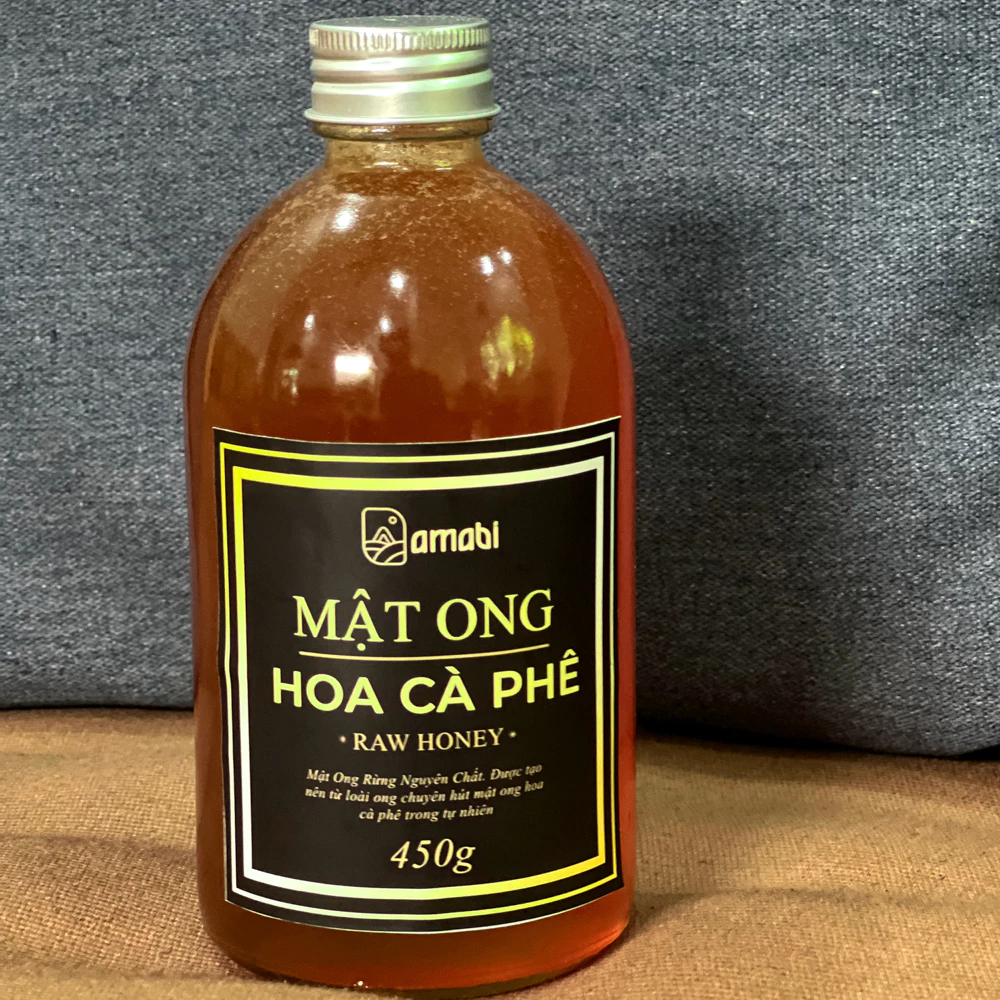 amabi
MẬT ONG
HOA CÀ PHÊ
• RAW HONEY •
Mật Ong Rừng Nguyên Chất. Được tạo
nên từ loài ong chuyên hút mật ong hoa
cà phê trong tự nhiên
450g